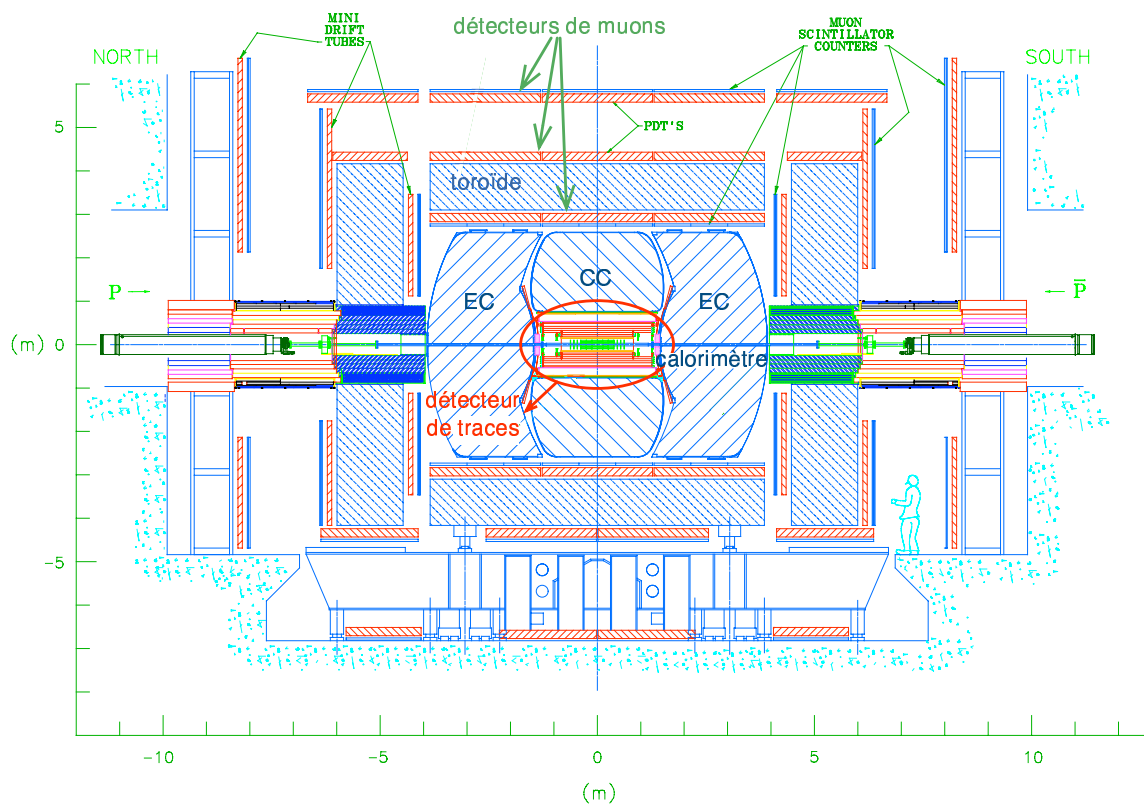 MINI
DRIFT
TUBES
détecteurs de muons
MUON
SCINTILLATOR
COUNTERS
NORTH
SOUTH
5
PDT'S
toroïde
CC
EC
EC
P
P̅
(m)
0
calorimètre
détecteur
de traces
-5
-10
-5
0
5
10
(m)